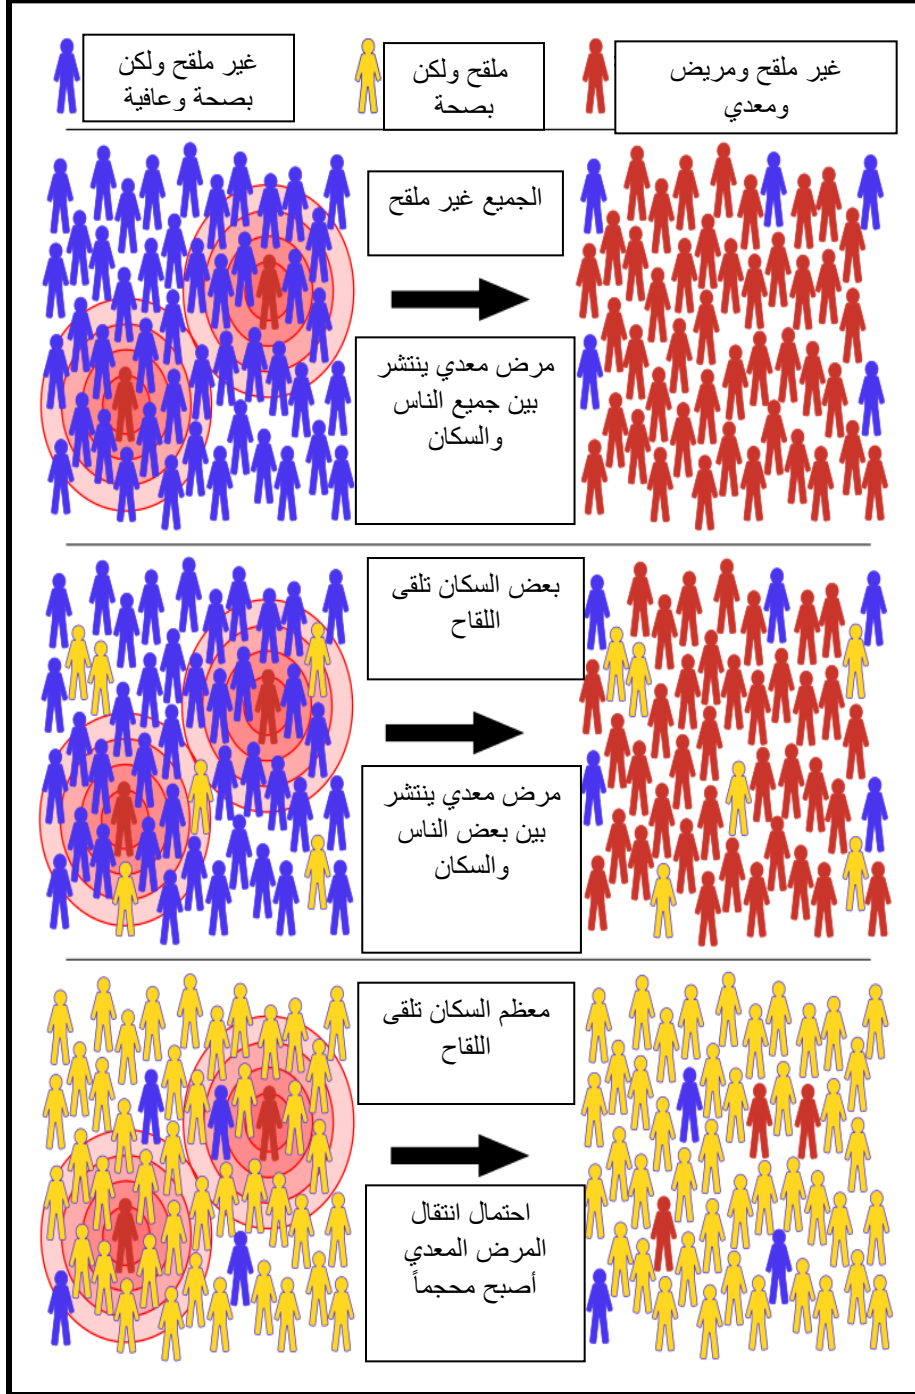 غير ملقح ومريض
ومعدي
ملقح ولكن
بصحة
غير ملقح ولكن
بصحة وعافية
الجميع غير ملقح
مرض معدي ينتشر
بين جميع الناس
والسكان
بعض السكان تلقى
اللقاح
مرض معدي ينتشر
بين بعض الناس
والسكان
معظم السكان تلقى
اللقاح
احتمال انتقال
المرض المعدي
أصبح محجماً